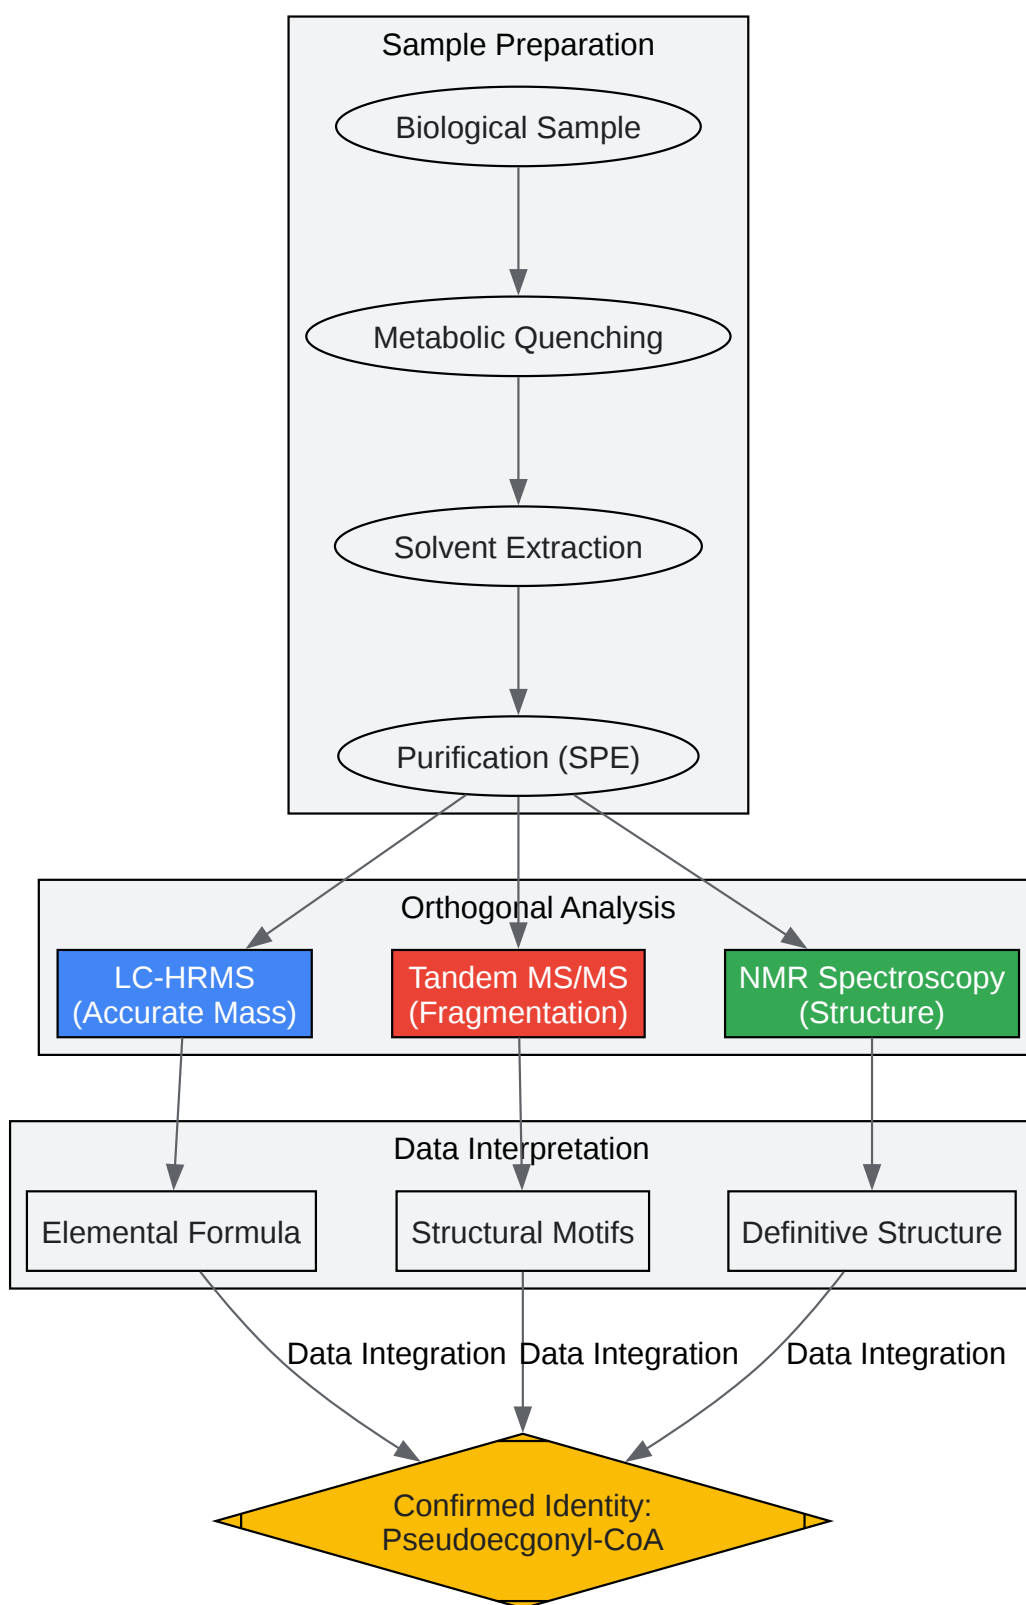 Sample Preparation
Biological Sample
Metabolic Quenching
Solvent Extraction
Purification (SPE)
Orthogonal Analysis
LC-HRMS
(Accurate Mass)
Tandem MS/MS
(Fragmentation)
NMR Spectroscopy
(Structure)
Data Interpretation
Elemental Formula
Structural Motifs
Definitive Structure
Data Integration
Data Integration
Data Integration
Confirmed Identity:
Pseudoecgonyl-CoA